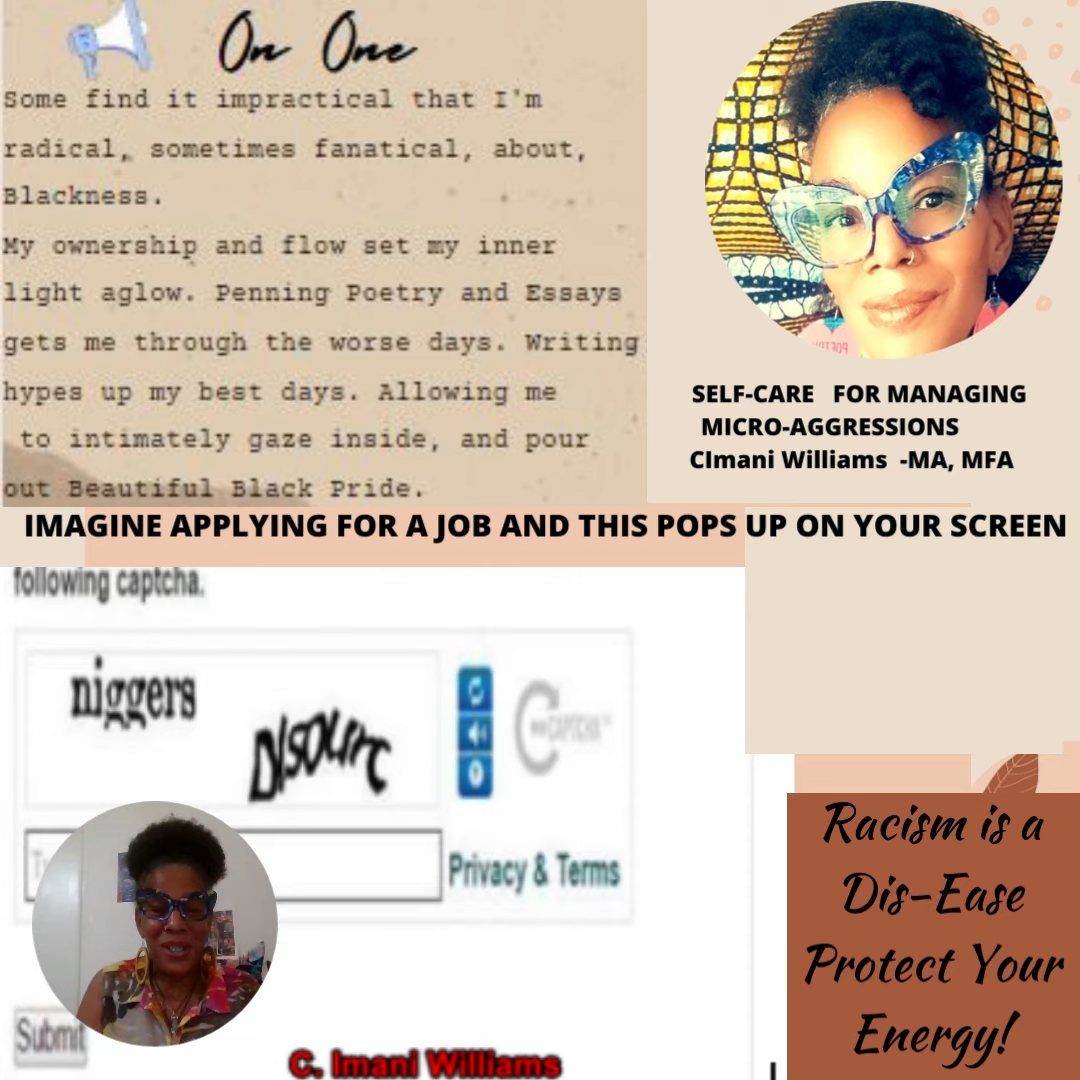 On One
Some find it impractical that I'm
radical, sometimes fanatical, about,
Blackness.
My ownership and flow set my inner
light aglow. Penning Poetry and Essays
gets me through the worse days. Writing
hypes up my best days. Allowing me
to intimately gaze inside, and pour
out Beautiful Black Pride.
SELF-CARE FOR MANAGING
MICRO-AGGRESSIONS
CImani Williams -MA, MFA
IMAGINE APPLYING FOR A JOB AND THIS POPS UP ON YOUR SCREEN
following captcha.
niggers
Privacy & Terms
Submit
C. Imani Williams
Racism is a
Dis-Ease
Protect Your
Energy!